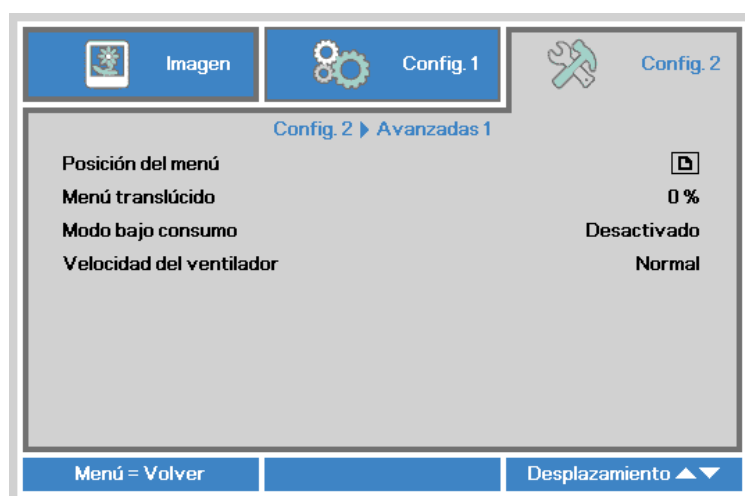 Imagen Config. 1 Config. 2
Config. 2 ▶ Avanzadas 1
Posición del menú
Menú translúcido 0 %
Modo bajo consumo Desactivado
Velocidad del ventilador Normal
Menú = Volver Desplazamiento ▲▼